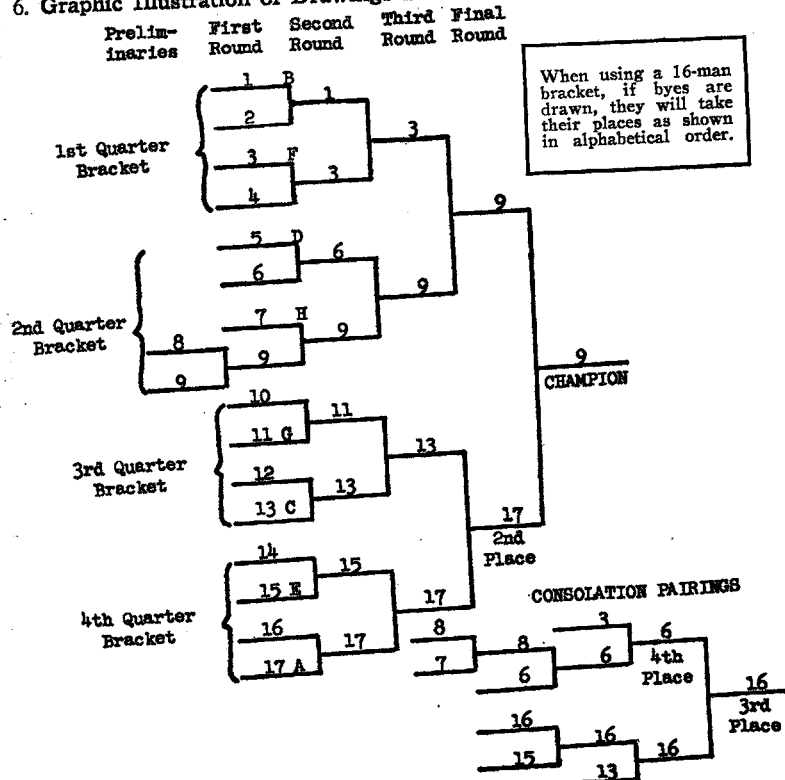 6. Graphic Illustration of Drawings
Prelim-
inaries
First
Round
Second
Round
Third
Round
Final
Round
When using a 16-man
bracket, if byes are
drawn, they will take
their places as shown
in alphabetical order.
1st Quarter
Bracket
1 B
2
1
3 F
4
3
3
2nd Quarter
Bracket
5 D
6
6
7 H
8
9
9
9
9
9
9
CHAMPION
3rd Quarter
Bracket
10
11 G
11
12
13 C
13
13
4th Quarter
Bracket
14
15 E
15
16
17 A
17
17
17
2nd
Place
CONSOLATION PAIRINGS
8
7
8
6
3
6
6
4th
Place
16
15
16
13
16
16
3rd
Place